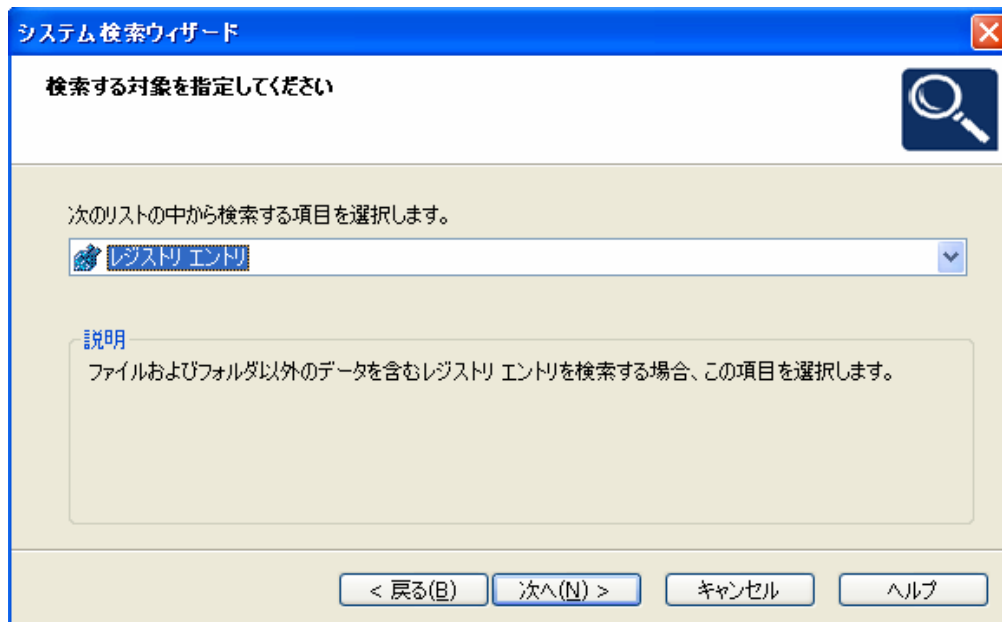 システム検索ウィザード
検索する対象を指定してください
次のリストの中から検索する項目を選択します。
レジストリ エントリ
説明
ファイルおよびフォルダ以外のデータを含むレジストリ エントリを検索する場合、この項目を選択します。
< 戻る(B) 次へ(N) > キャンセル ヘルプ